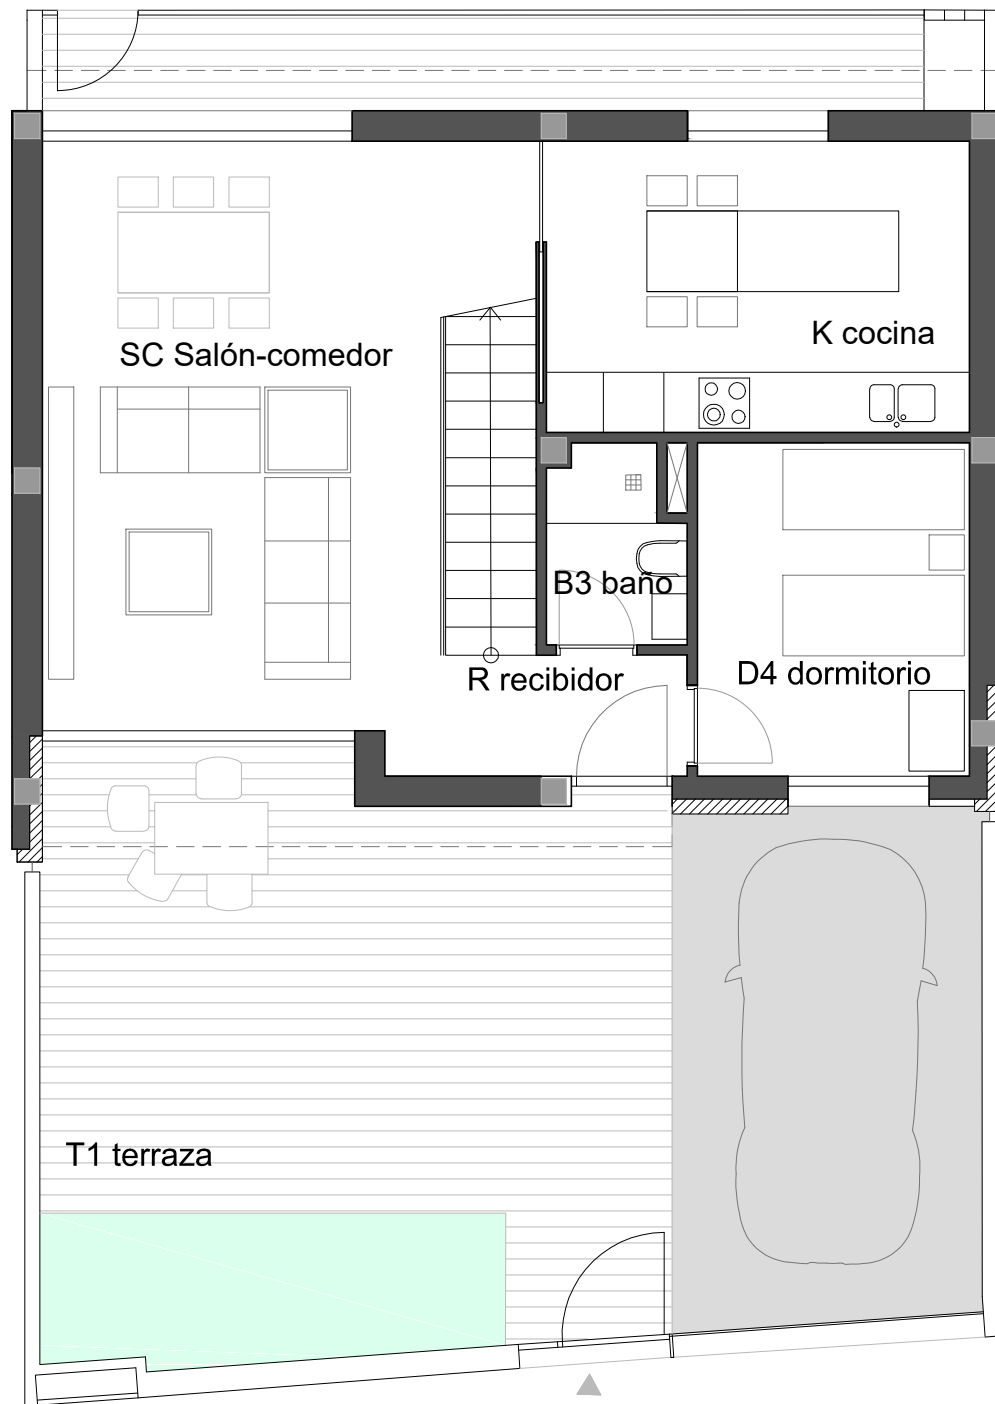 K cocina
SC Salón-comedor
B3 baño
R recibidor
D4 dormitorio
T1 terraza